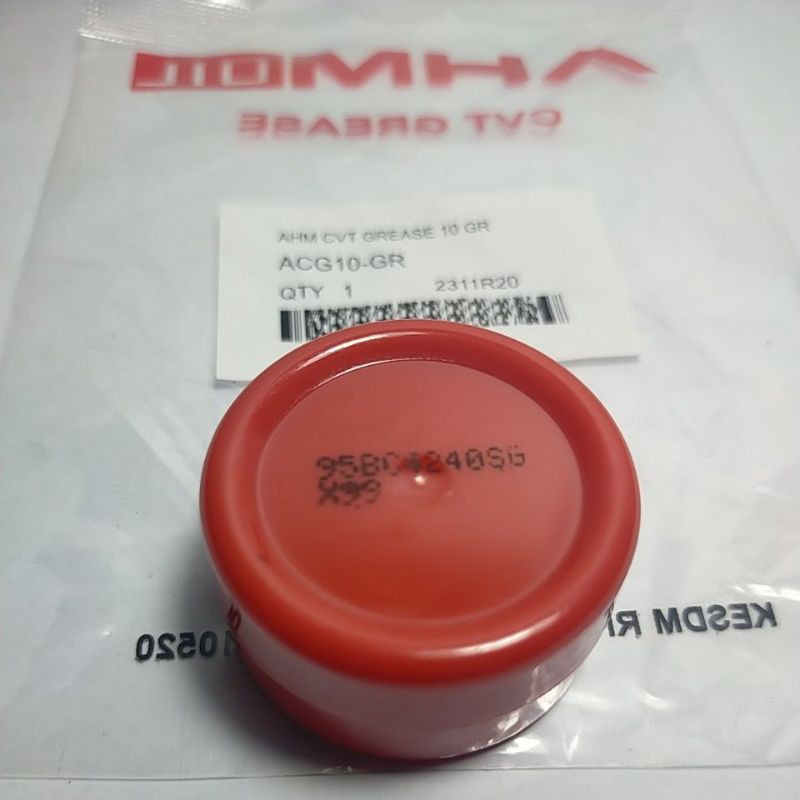 AHMOIL
CVT GREASE
AHM CVT GREASE 10 GR
ACG10-GR
QTY 1 2311R20
95BC4240SG
X99
KESDM RI
0520